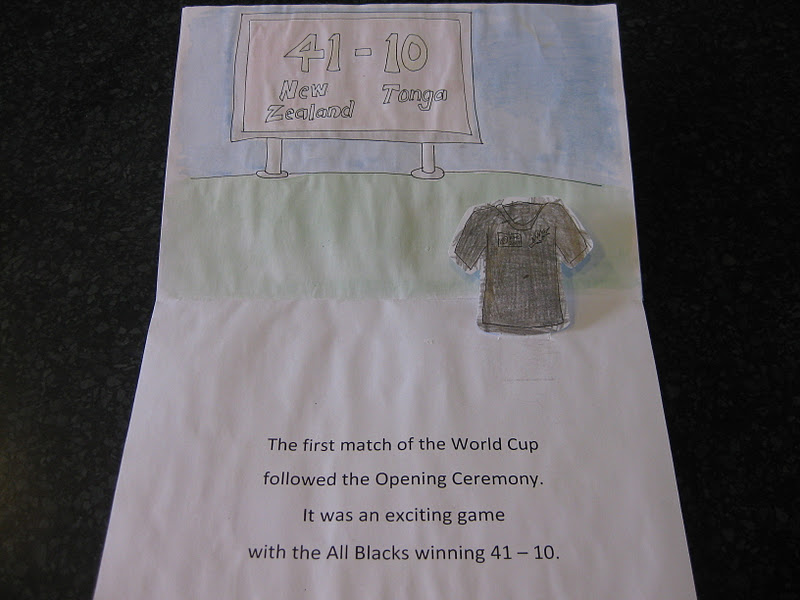 41 - 10
New Tonga
Zealand
The first match of the World Cup
followed the Opening Ceremony.
It was an exciting game
with the All Blacks winning 41 – 10.